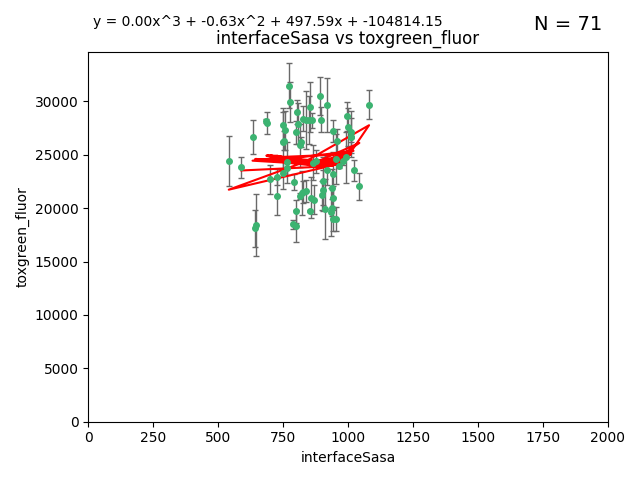 y = 0.00x^3 + -0.63x^2 + 497.59x + -104814.15
N = 71
interfaceSasa vs toxgreen_fluor
toxgreen_fluor
30000
25000
20000
15000
10000
5000
0
0 250 500 750 1000 1250 1500 1750 2000
interfaceSasa